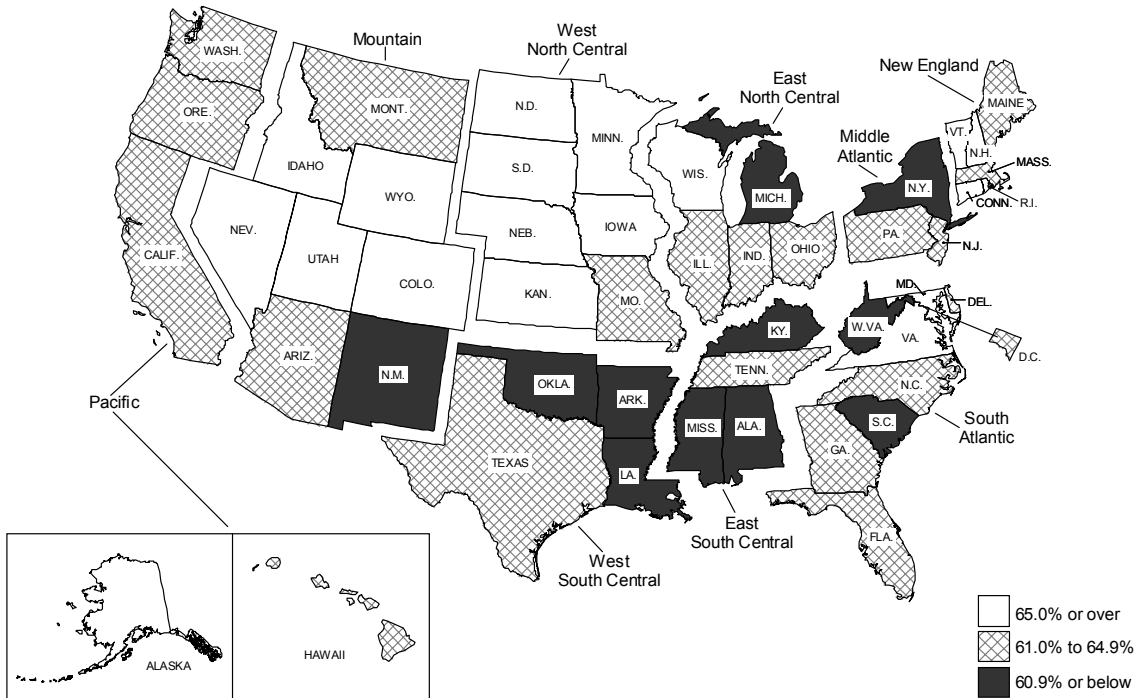 West
North Central
Mountain
East
North Central
New England
Middle
Atlantic
WASH.
ORE.
MONT.
IDAHO
WYO.
N.D.
S.D.
NEB.
KAN.
MINN.
IOWA
MO.
WIS.
MICH.
ILL.
IND.
OHIO
MAINE
VT.
N.H.
MASS.
CONN.
R.I.
N.Y.
PA.
N.J.
MD.
DEL.
D.C.
NEV.
UTAH
COLO.
CALIF.
ARIZ.
N.M.
TEXAS
OKLA.
ARK.
LA.
KY.
TENN.
MISS.
ALA.
W.VA.
VA.
N.C.
S.C.
GA.
FLA.
Pacific
South
Atlantic
East
South Central
West
South Central
ALASKA
HAWAII
65.0% or over
61.0% to 64.9%
60.9% or below